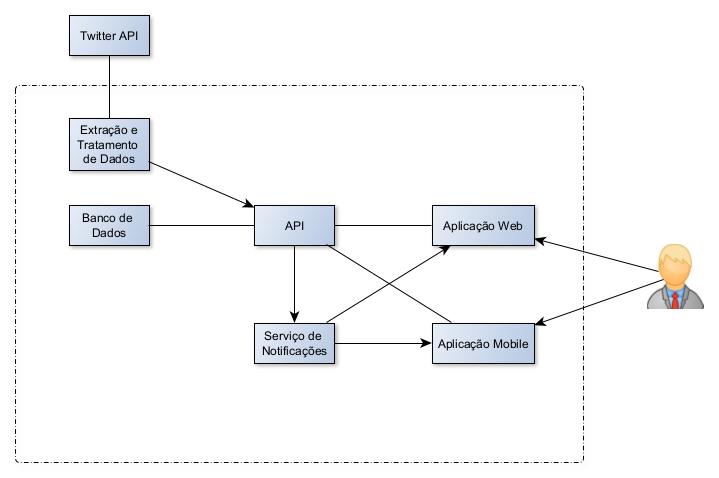 Twitter API
Extração e
Tratamento
de Dados
Banco de
Dados
API
Aplicação Web
Serviço de
Notificações
Aplicação Mobile